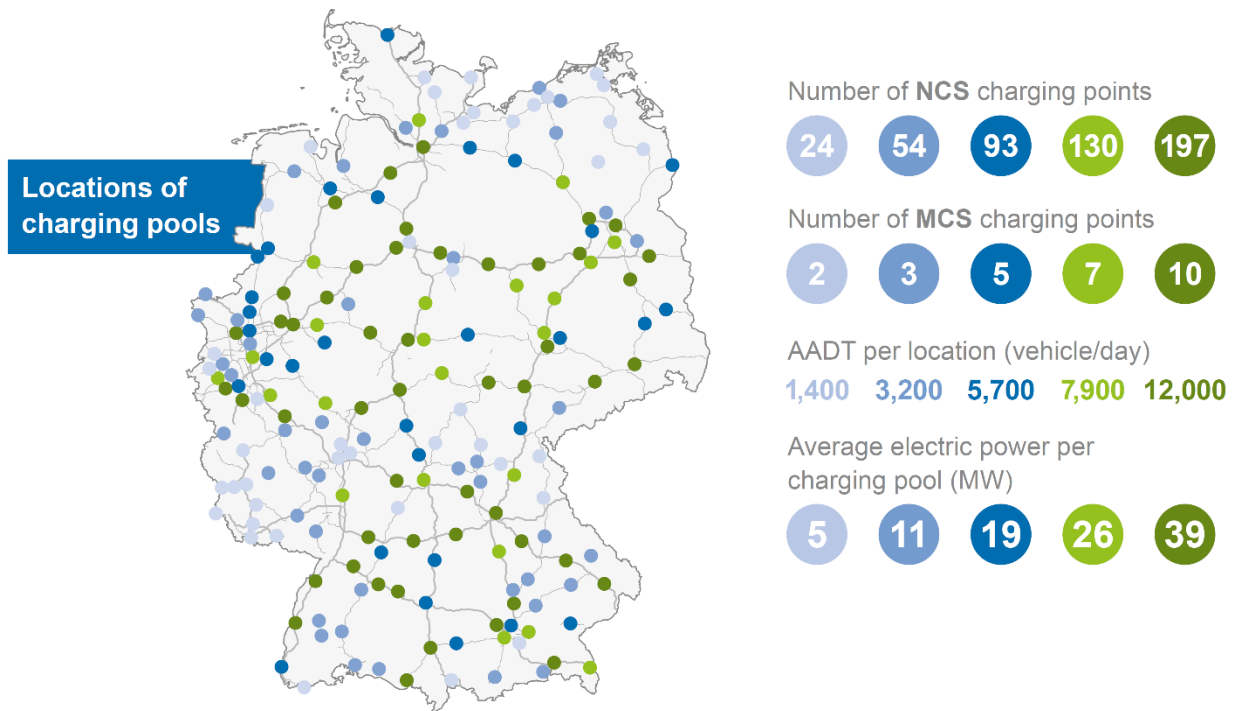 Locations of
charging pools
Number of NCS charging points
24 54 93 130 197
Number of MCS charging points
2 3 5 7 10
AADT per location (vehicle/day)
1,400 3,200 5,700 7,900 12,000
Average electric power per
charging pool (MW)
5 11 19 26 39